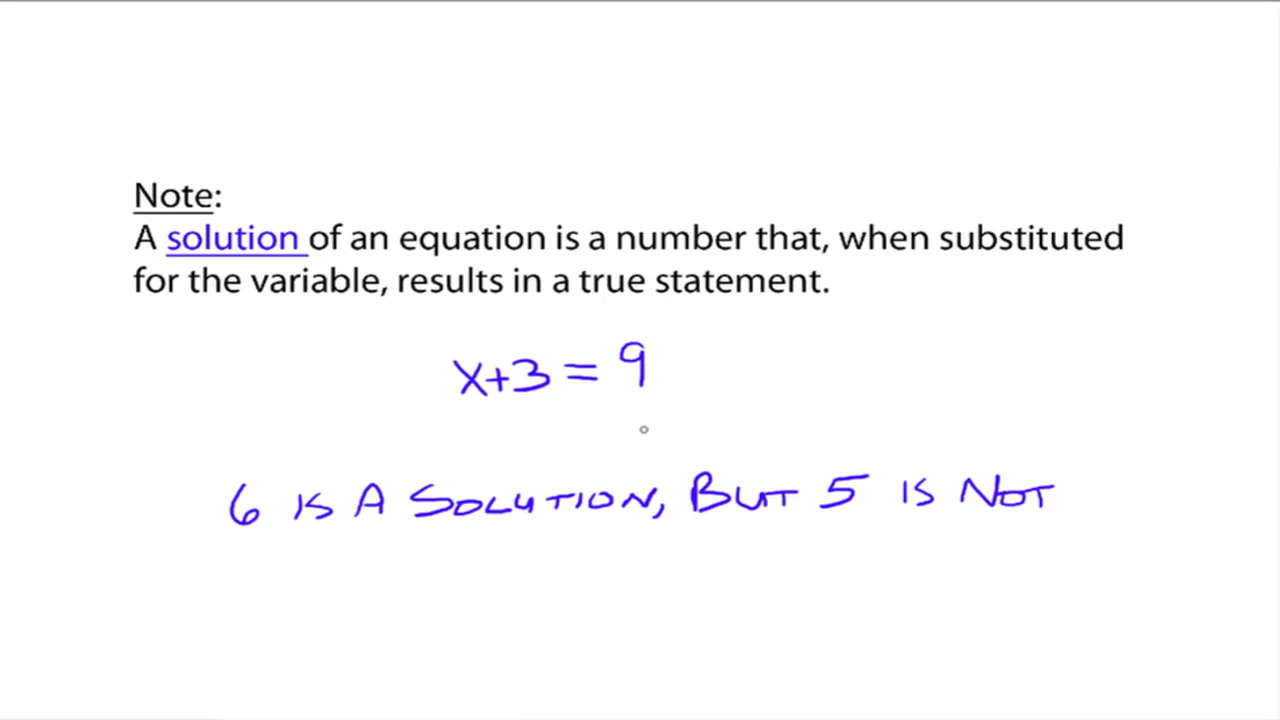 Note:
A solution of an equation is a number that, when substituted
for the variable, results in a true statement.
x+3 = 9
6 IS A SOLUTION, BUT 5 IS NOT